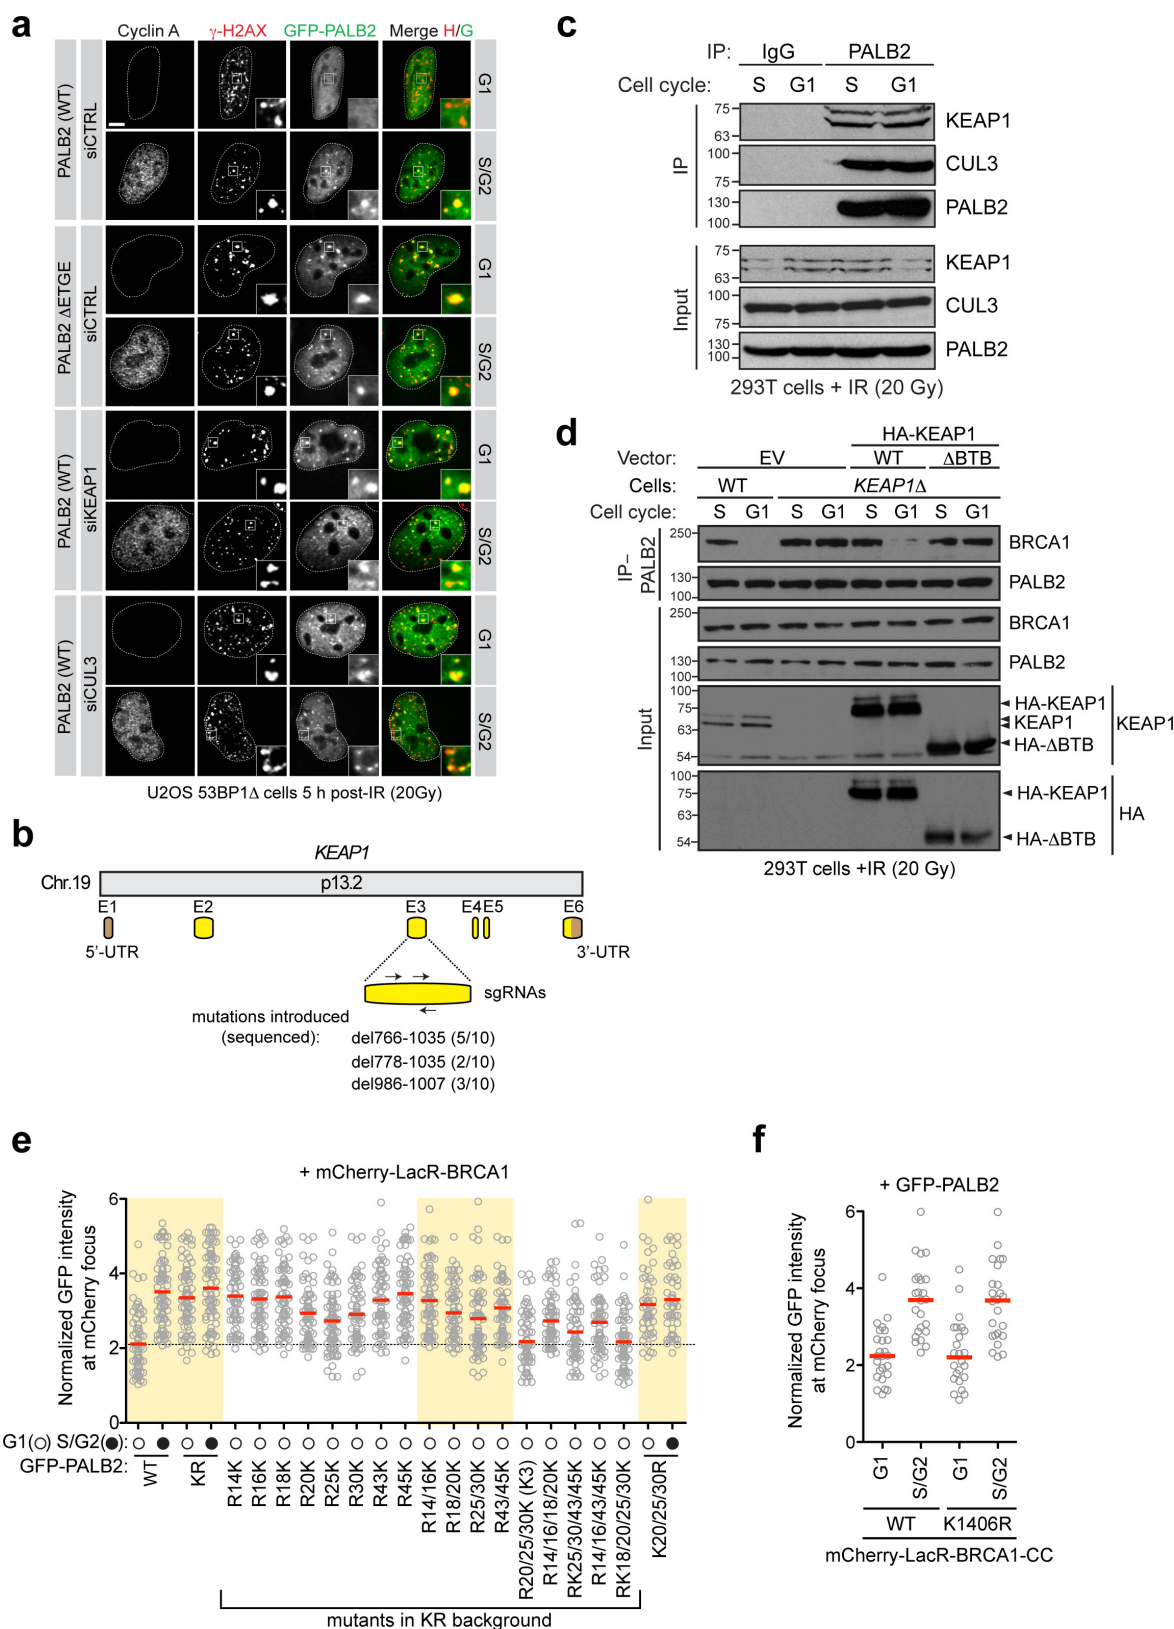 a
Cyclin A γ-H2AX GFP-PALB2 Merge H/G
PALB2 (WT) siCTRL G1
S/G2
PALB2 ΔETGE siCTRL G1
S/G2
PALB2 (WT) siKEAP1 G1
S/G2
PALB2 (WT) siCUL3 G1
S/G2
U2OS 53BP1Δ cells 5 h post-IR (20Gy)
b
KEAP1
Chr.19 p13.2
E1 E2 E3 E4 E5 E6
5'-UTR 3'-UTR
sgRNAs
mutations introduced
(sequenced):
del766-1035 (5/10)
del778-1035 (2/10)
del986-1007 (3/10)
c
IP: IgG PALB2
Cell cycle: S G1 S G1
IP
75
63
KEAP1
100
75
CUL3
130
100
PALB2
Input
75
63
KEAP1
100
75
CUL3
130
100
PALB2
293T cells + IR (20 Gy)
d
HA-KEAP1
Vector: EV WT ΔBTB
Cells: WT KEAP1Δ
Cell cycle: S G1 S G1 S G1 S G1
IP–
PALB2
250
BRCA1
130
100
PALB2
Input
250
BRCA1
130
100
PALB2
100
75
63
54
HA-KEAP1
KEAP1
HA-ΔBTB
KEAP1
100
75
63
54
HA-KEAP1
HA-ΔBTB
HA
293T cells +IR (20 Gy)
e
+ mCherry-LacR-BRCA1
Normalized GFP intensity
at mCherry focus
6
4
2
0
G1(○) S/G2(●):
GFP-PALB2:
WT
KR
R14K
R16K
R18K
R20K
R25K
R30K
R43K
R45K
R14/16K
R18/20K
R25/30K
R43/45K
R20/25/30K (K3)
R14/16/18/20K
RK25/30/43/45K
R14/16/43/45K
RK18/20/25/30K
K20/25/30R
mutants in KR background
f
+ GFP-PALB2
Normalized GFP intensity
at mCherry focus
6
4
2
0
G1 S/G2 G1 S/G2
WT K1406R
mCherry-LacR-BRCA1-CC